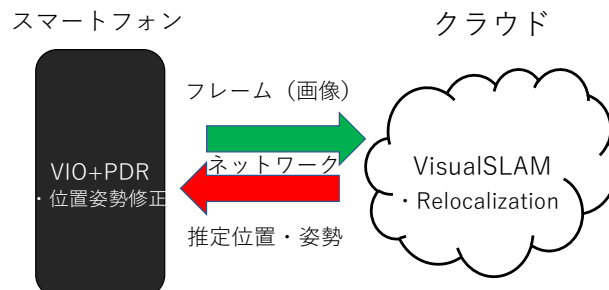 スマートフォン
クラウド
フレーム（画像）
ネットワーク
推定位置・姿勢
VIO+PDR
・位置姿勢修正
VisualSLAM
・Relocalization